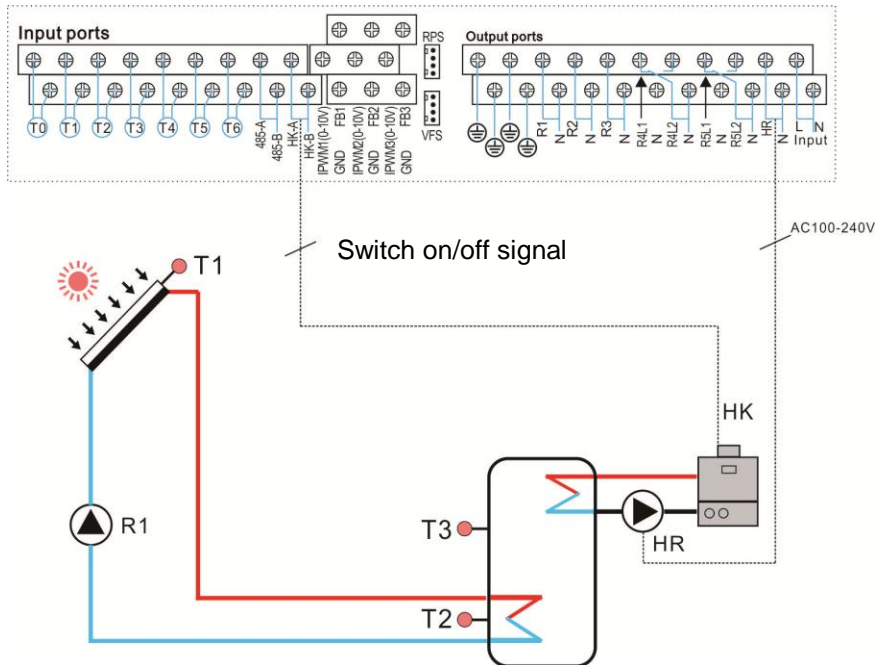 Input ports
RPS
Output ports
T0 T1 T2 T3 T4 T5 T6
485-A
485-B
HK-A
HK-B
IPWM1(0-10V)
GND
FB1
IPWM2(0-10V)
GND
FB2
IPWM3(0-10V)
GND
FB3
VFS
R1
N
R2
N
R3
N
R4L1
N
R4L2
N
R5L1
N
R5L2
N
HR
N
L N
Input
AC100-240V
Switch on/off signal
T1
HK
R1
T3
HR
T2